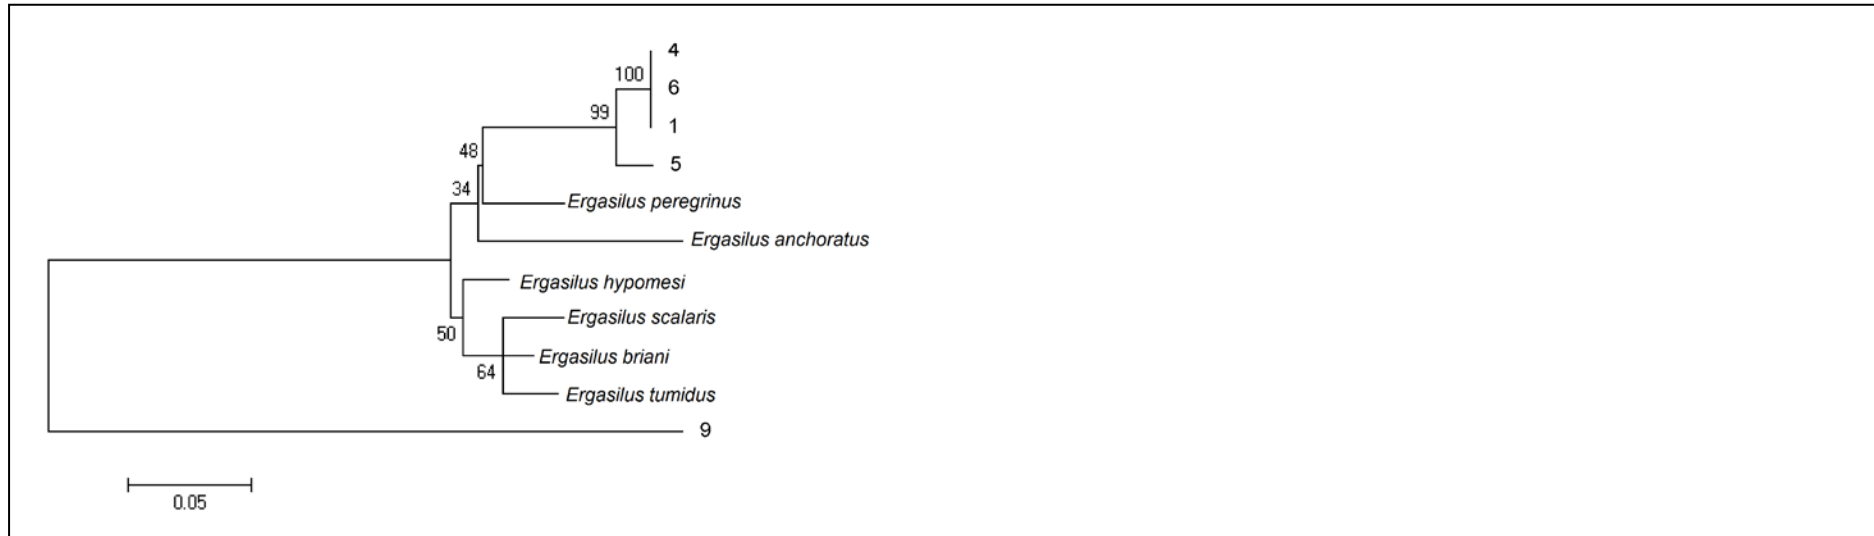 4
100
6
99
1
48
5
34
Ergasilus peregrinus
Ergasilus anchoratus
Ergasilus hypomesi
Ergasilus scalaris
50
Ergasilus briani
64
Ergasilus tumidus
9
0.05